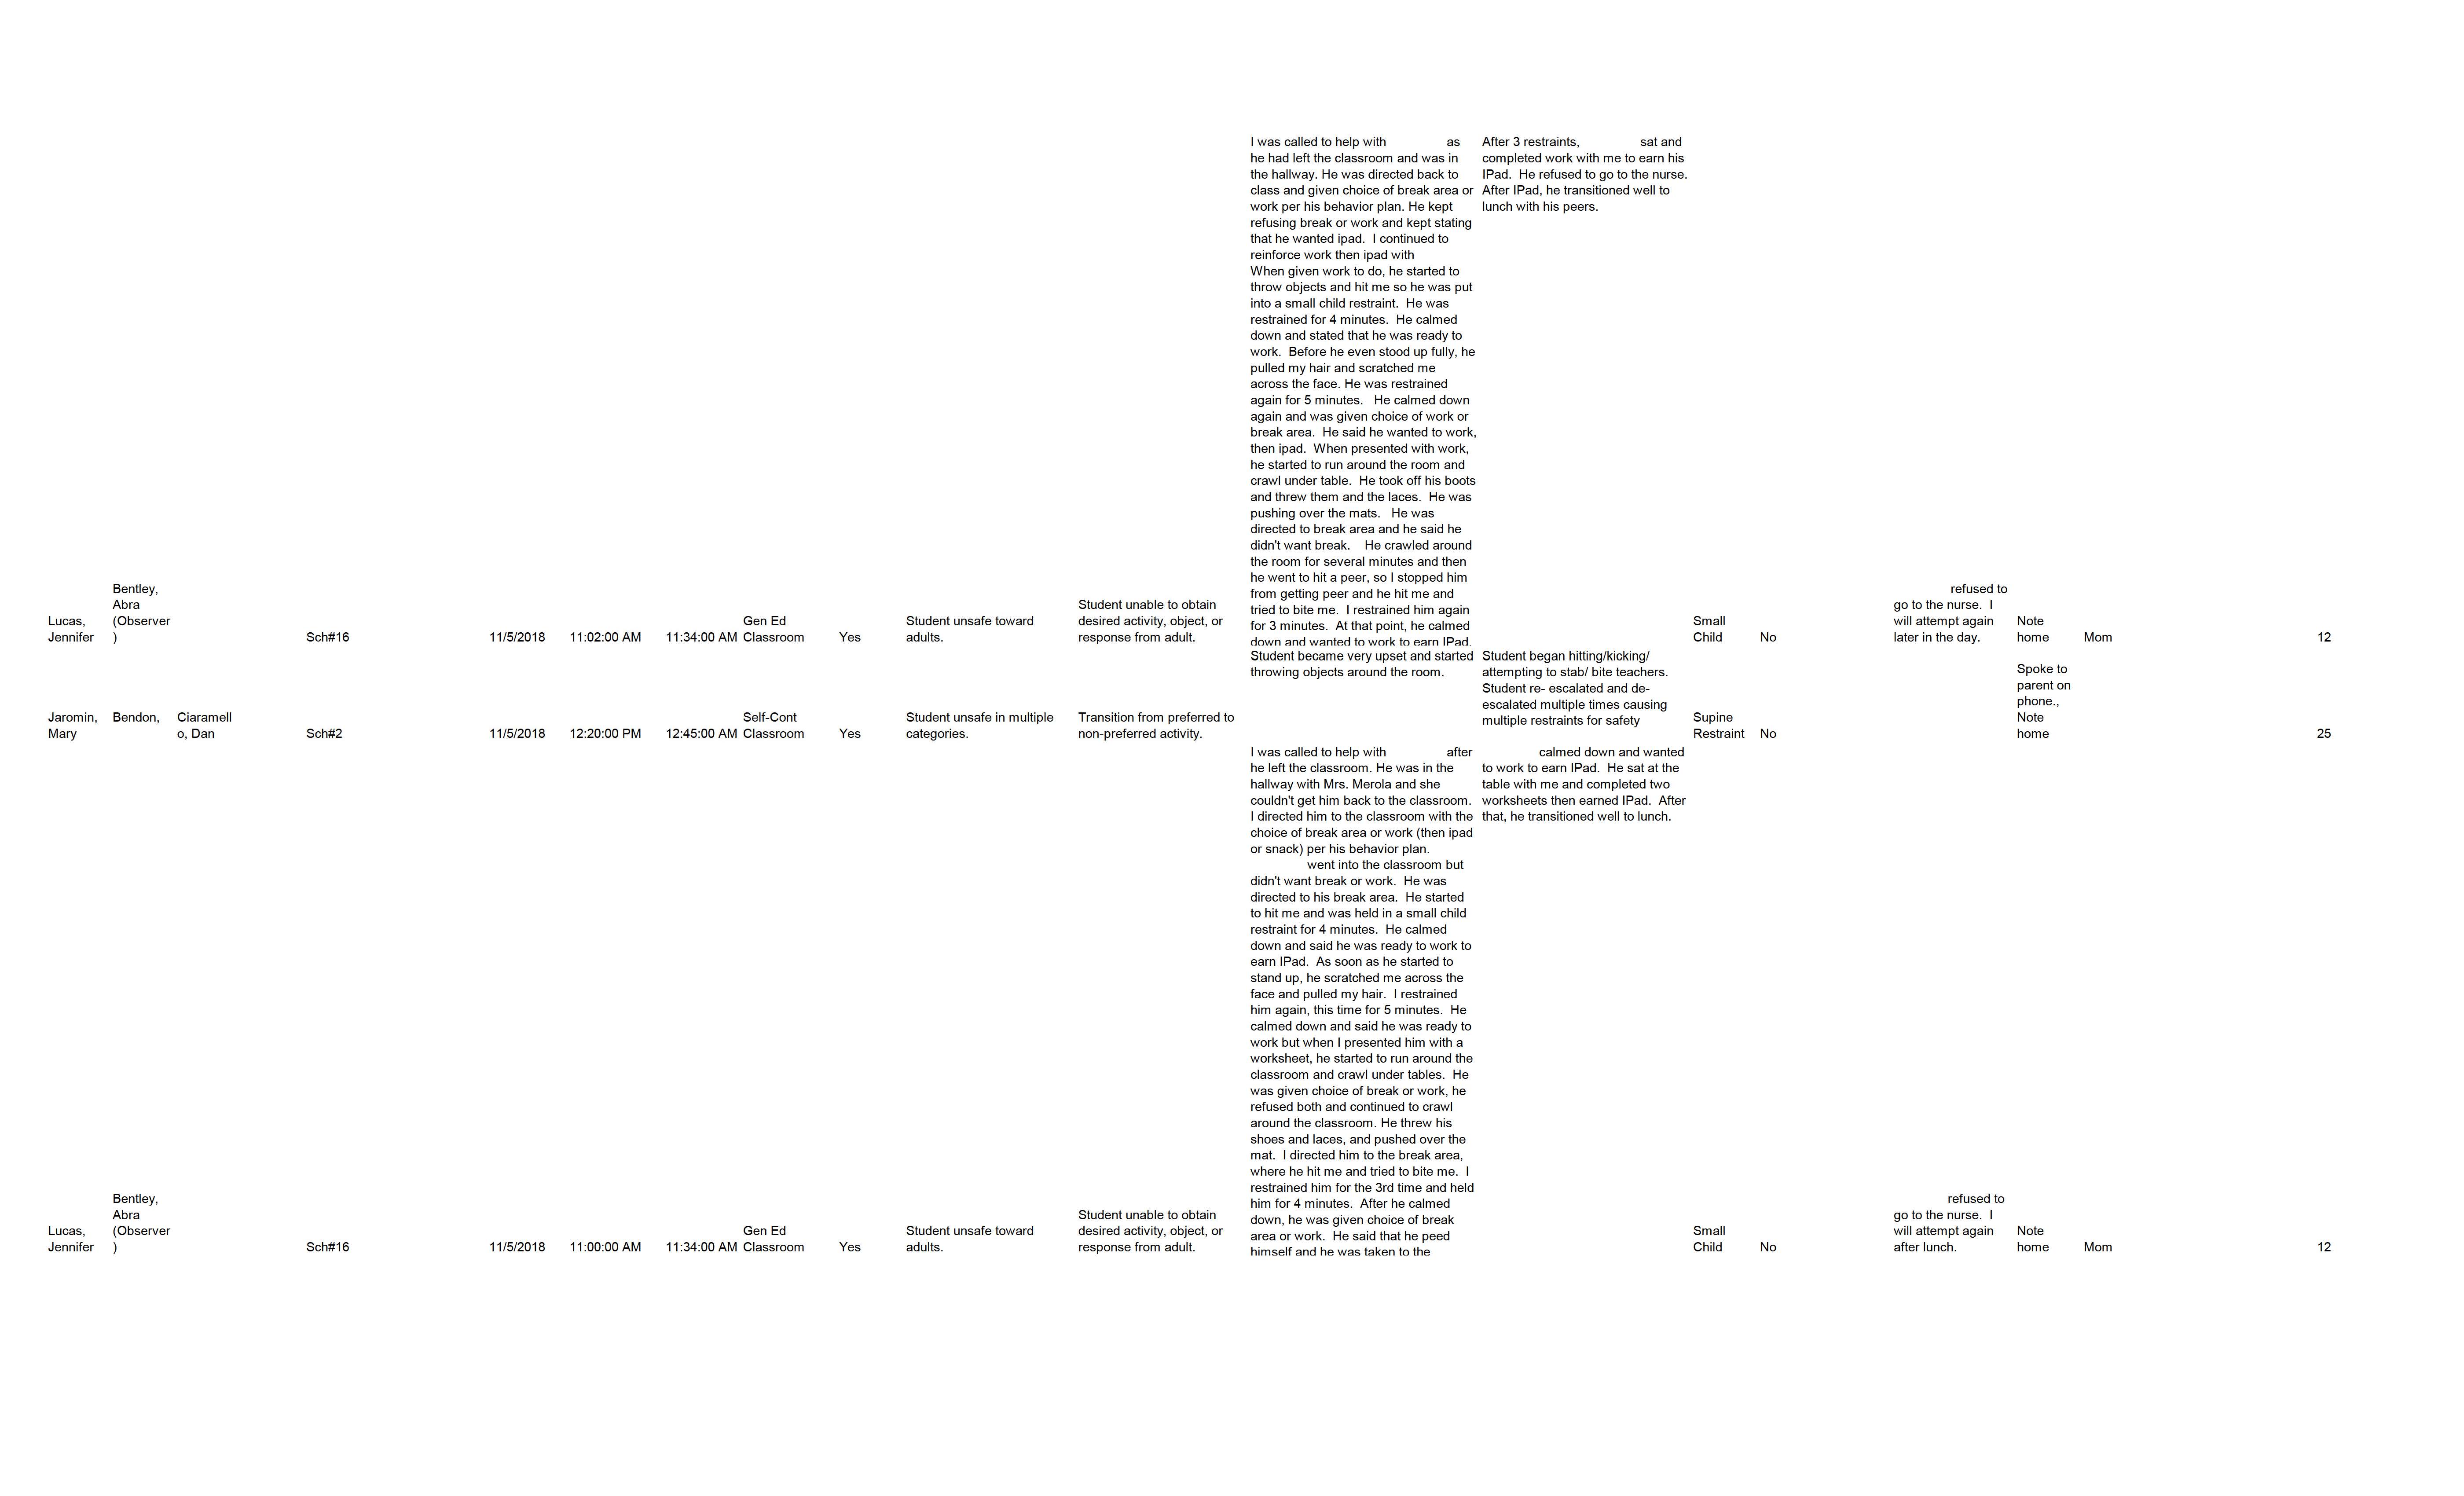 Lucas,
Jennifer
Bentley,
Abra
(Observer
)
Sch#16
11/5/2018
11:02:00 AM
11:34:00 AM
Gen Ed
Classroom
Yes
Student unsafe toward
adults.
Student unable to obtain
desired activity, object, or
response from adult.
I was called to help with as
he had left the classroom and was in
the hallway. He was directed back to
class and given choice of break area or
work per his behavior plan. He kept
refusing break or work and kept stating
that he wanted ipad. I continued to
reinforce work then ipad with
When given work to do, he started to
throw objects and hit me so he was put
into a small child restraint. He was
restrained for 4 minutes. He calmed
down and stated that he was ready to
work. Before he even stood up fully, he
pulled my hair and scratched me
across the face. He was restrained
again for 5 minutes. He calmed down
again and was given choice of work or
break area. He said he wanted to work,
then ipad. When presented with work,
he started to run around the room and
crawl under table. He took off his boots
and threw them and the laces. He was
pushing over the mats. He was
directed to break area and he said he
didn't want break. He crawled around
the room for several minutes and then
he went to hit a peer, so I stopped him
from getting peer and he hit me and
tried to bite me. I restrained him again
for 3 minutes. At that point, he calmed
down and wanted to work to earn IPad.
After 3 restraints, sat and
completed work with me to earn his
IPad. He refused to go to the nurse.
After IPad, he transitioned well to
lunch with his peers.
Small
Child
No
refused to
go to the nurse. I
will attempt again
later in the day.
Note
home
Mom
12
Jaromin,
Mary
Bendon,
Ciaramell
o, Dan
Sch#2
11/5/2018
12:20:00 PM
12:45:00 AM
Self-Cont
Classroom
Yes
Student unsafe in multiple
categories.
Transition from preferred to
non-preferred activity.
Student became very upset and started
throwing objects around the room.
Student began hitting/kicking/
attempting to stab/ bite teachers.
Student re- escalated and de-
escalated multiple times causing
multiple restraints for safety
Supine
Restraint
No
Spoke to
parent on
phone.,
Note
home
25
Lucas,
Jennifer
Bentley,
Abra
(Observer
)
Sch#16
11/5/2018
11:00:00 AM
11:34:00 AM
Gen Ed
Classroom
Yes
Student unsafe toward
adults.
Student unable to obtain
desired activity, object, or
response from adult.
I was called to help with after
he left the classroom. He was in the
hallway with Mrs. Merola and she
couldn't get him back to the classroom.
I directed him to the classroom with the
choice of break area or work (then ipad
or snack) per his behavior plan.
went into the classroom but
didn't want break or work. He was
directed to his break area. He started
to hit me and was held in a small child
restraint for 4 minutes. He calmed
down and said he was ready to work to
earn IPad. As soon as he started to
stand up, he scratched me across the
face and pulled my hair. I restrained
him again, this time for 5 minutes. He
calmed down and said he was ready to
work but when I presented him with a
worksheet, he started to run around the
classroom and crawl under tables. He
was given choice of break or work, he
refused both and continued to crawl
around the classroom. He threw his
shoes and laces, and pushed over the
mat. I directed him to the break area,
where he hit me and tried to bite me. I
restrained him for the 3rd time and held
him for 4 minutes. After he calmed
down, he was given choice of break
area or work. He said that he peed
himself and he was taken to the
calmed down and wanted
to work to earn IPad. He sat at the
table with me and completed two
worksheets then earned IPad. After
that, he transitioned well to lunch.
Small
Child
No
refused to
go to the nurse. I
will attempt again
after lunch.
Note
home
Mom
12